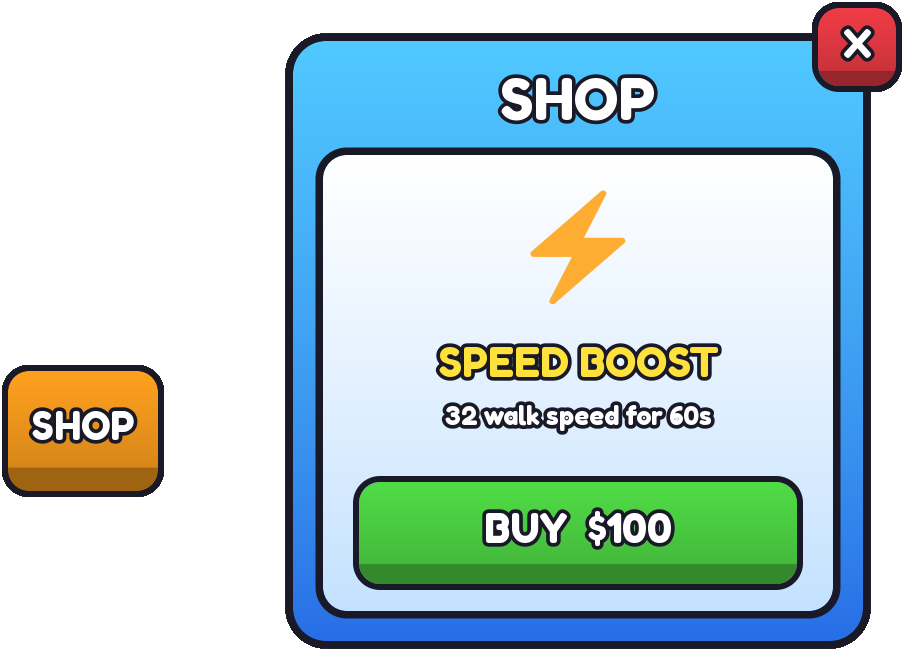 SHOP
X
SPEED BOOST
32 walk speed for 60s
BUY $100
SHOP